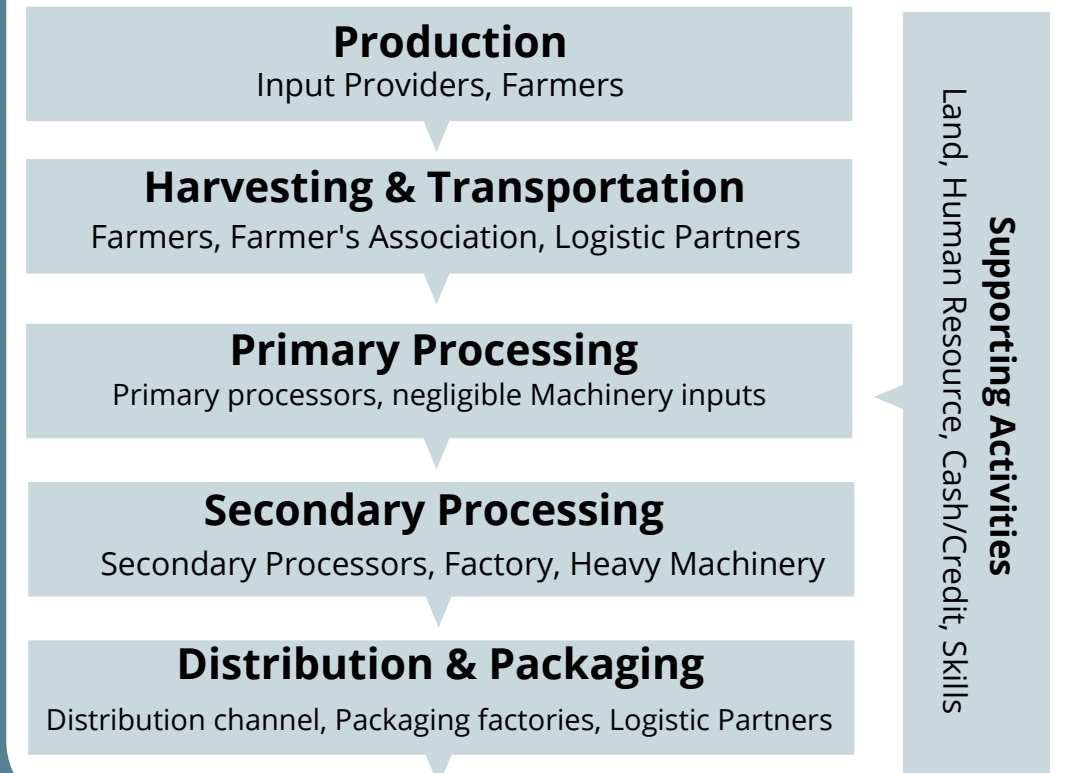 Production
Input Providers, Farmers
Harvesting & Transportation
Farmers, Farmer's Association, Logistic Partners
Primary Processing
Primary processors, negligible Machinery inputs
Secondary Processing
Secondary Processors, Factory, Heavy Machinery
Distribution & Packaging
Distribution channel, Packaging factories, Logistic Partners
Supporting Activities
Land, Human Resource, Cash/Credit, Skills